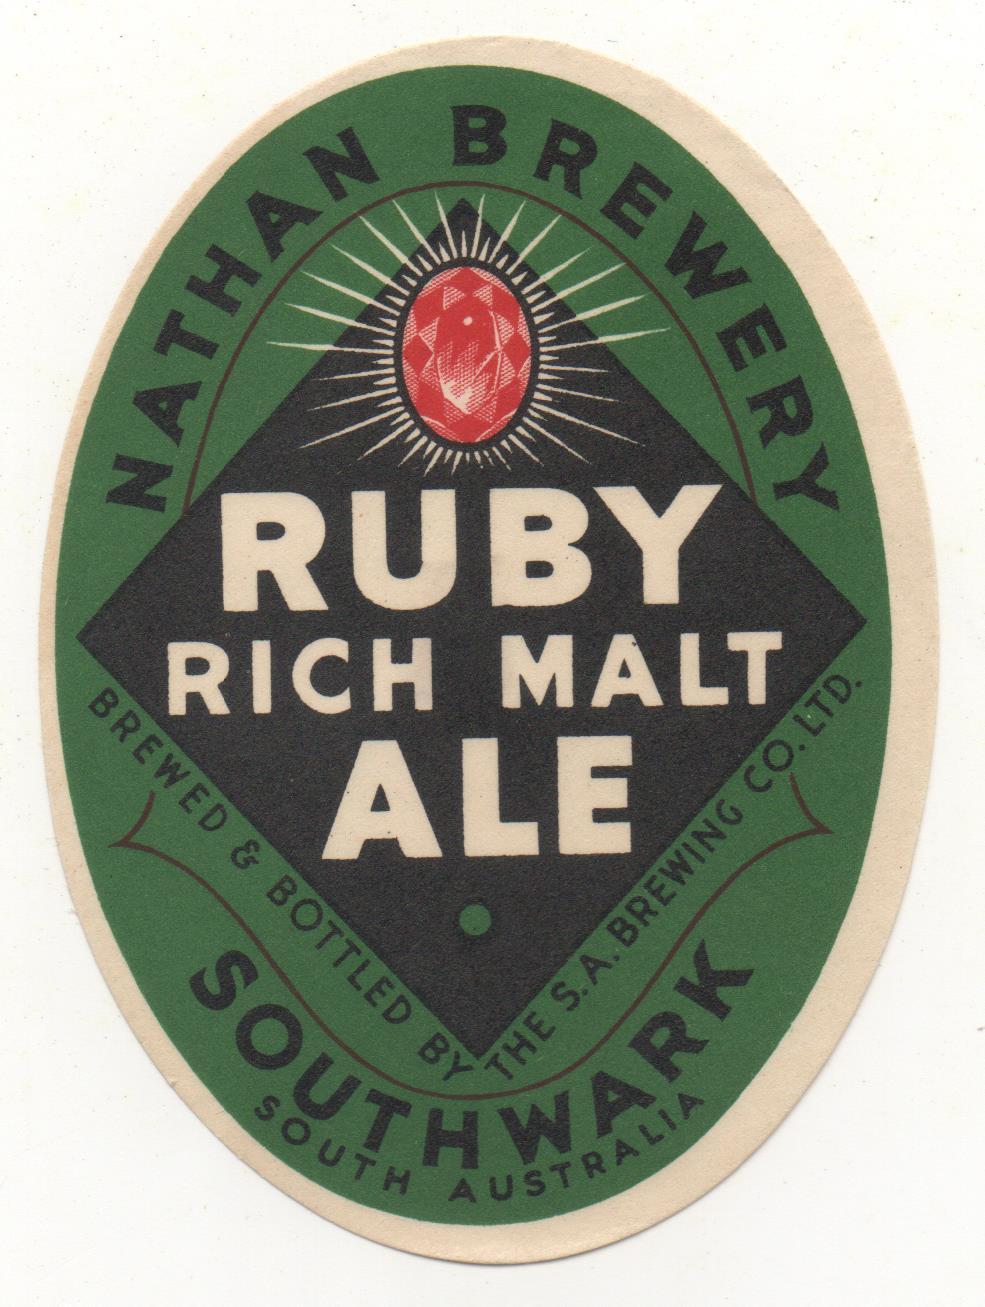 NATHAN BREWERY
RUBY
RICH MALT
ALE
BREWED & BOTTLED BY THE S.A. BREWING CO. LTD.
SOUTHWARK
SOUTH AUSTRALIA